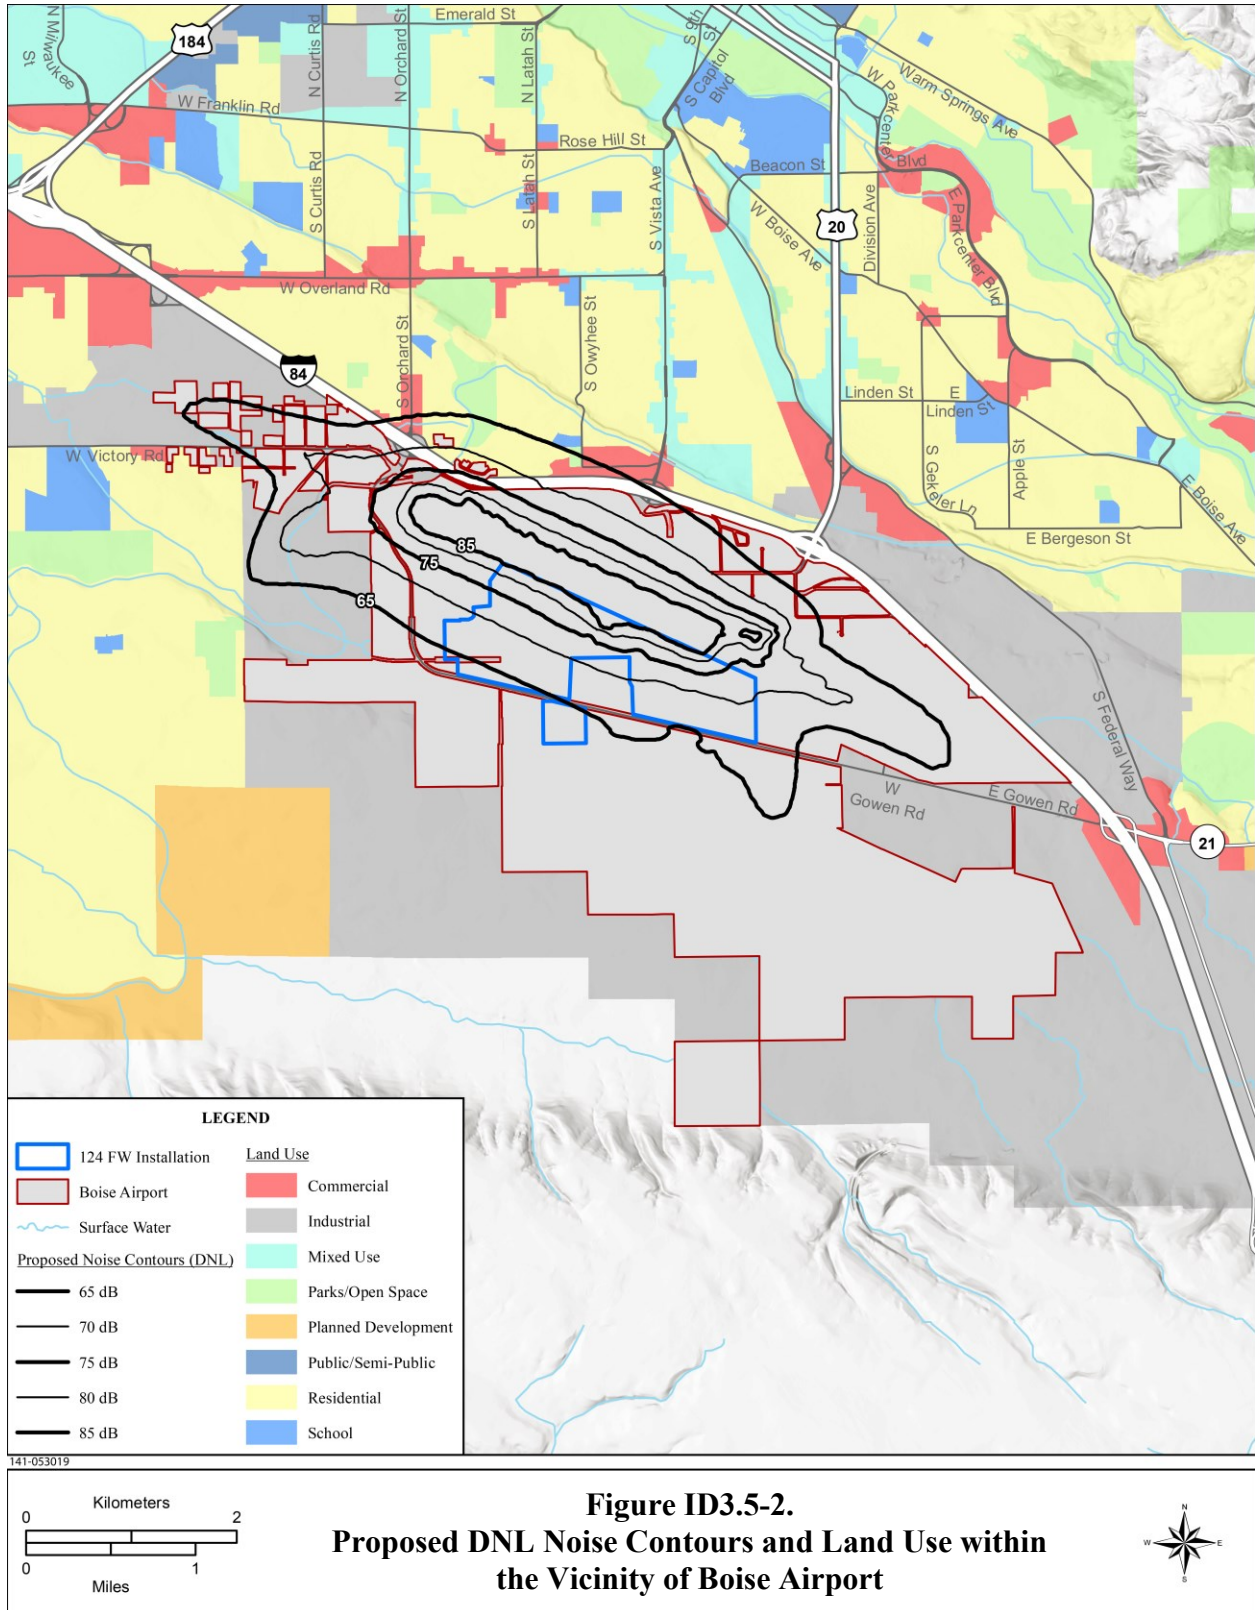 Emerald St
N Milwaukee
St
184
N Curtis Rd
N Orchard St
N Latah St
S 9th
St
S Capitol
Blvd
W Parkcenter
Blvd
Warm Springs Ave
W Franklin Rd
Rose Hill St
Beacon St
S Curtis Rd
S Latah St
S Vista Ave
W Boise Ave
20
Division Ave
E Parkcenter Blvd
W Overland Rd
S Orchard St
S Owyhee St
84
Linden St
E
Linden St
W Victory Rd
S Gekeler Ln
Apple St
E Boise Ave
E Bergeson St
85
75
65
S Federal Way
W
Gowen Rd
E Gowen Rd
21
LEGEND
124 FW Installation
Boise Airport
Surface Water
Proposed Noise Contours (DNL)
65 dB
70 dB
75 dB
80 dB
85 dB
Land Use
Commercial
Industrial
Mixed Use
Parks/Open Space
Planned Development
Public/Semi-Public
Residential
School
141-053019
Kilometers
0 2
0 1
Miles
Figure ID3.5-2.
Proposed DNL Noise Contours and Land Use within
the Vicinity of Boise Airport
N
W E
S